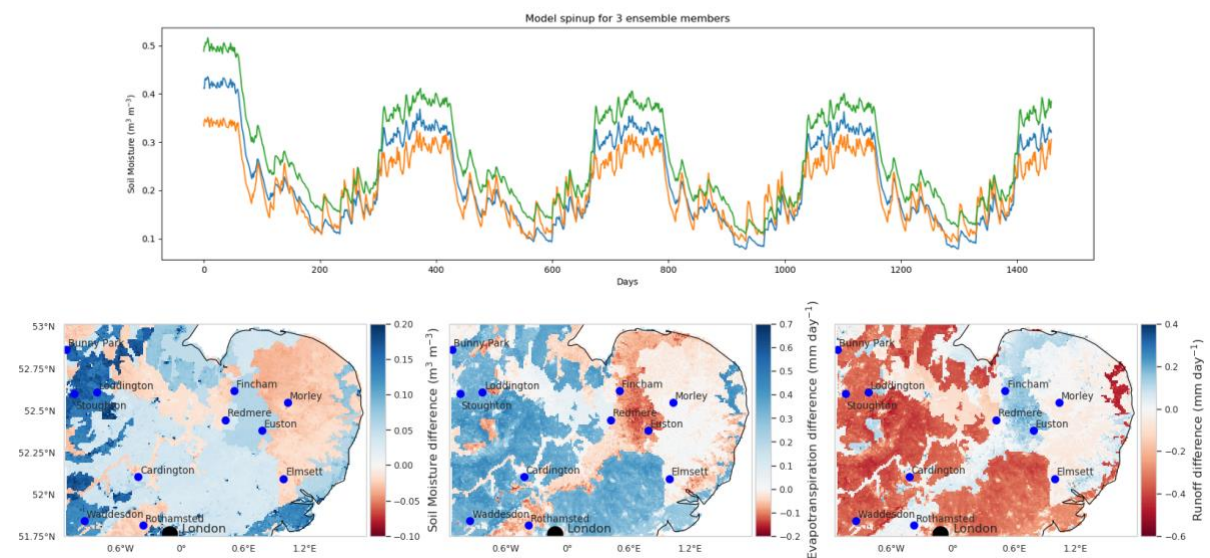 Model spinup for 3 ensemble members
0.5
0.4
0.3
0.2
0.1
Soil Moisture (m³ m⁻³)
0 200 400 600 800 1000 1200 1400
Days
53°N
52.75°N
52.5°N
52.25°N
52°N
51.75°N
Bunny Park
Loddington
Stoughton
Fincham
Morley
Redmere
Euston
Cardington
Elmsett
Waddesdon
Rothamsted
London
0.6°W 0° 0.6°E 1.2°E
0.20
0.15
0.10
0.05
0.00
−0.05
−0.10
Soil Moisture difference (m³ m⁻³)
Bunny Park
Loddington
Stoughton
Fincham
Morley
Redmere
Euston
Cardington
Elmsett
Waddesdon
Rothamsted
London
0.6°W 0° 0.6°E 1.2°E
0.7
0.6
0.5
0.4
0.3
0.2
0.1
0.0
−0.1
−0.2
Evapotranspiration difference (mm day⁻¹)
Bunny Park
Loddington
Stoughton
Fincham
Morley
Redmere
Euston
Cardington
Elmsett
Waddesdon
Rothamsted
London
0.6°W 0° 0.6°E 1.2°E
0.4
0.2
0.0
−0.2
−0.4
−0.6
Runoff difference (mm day⁻¹)